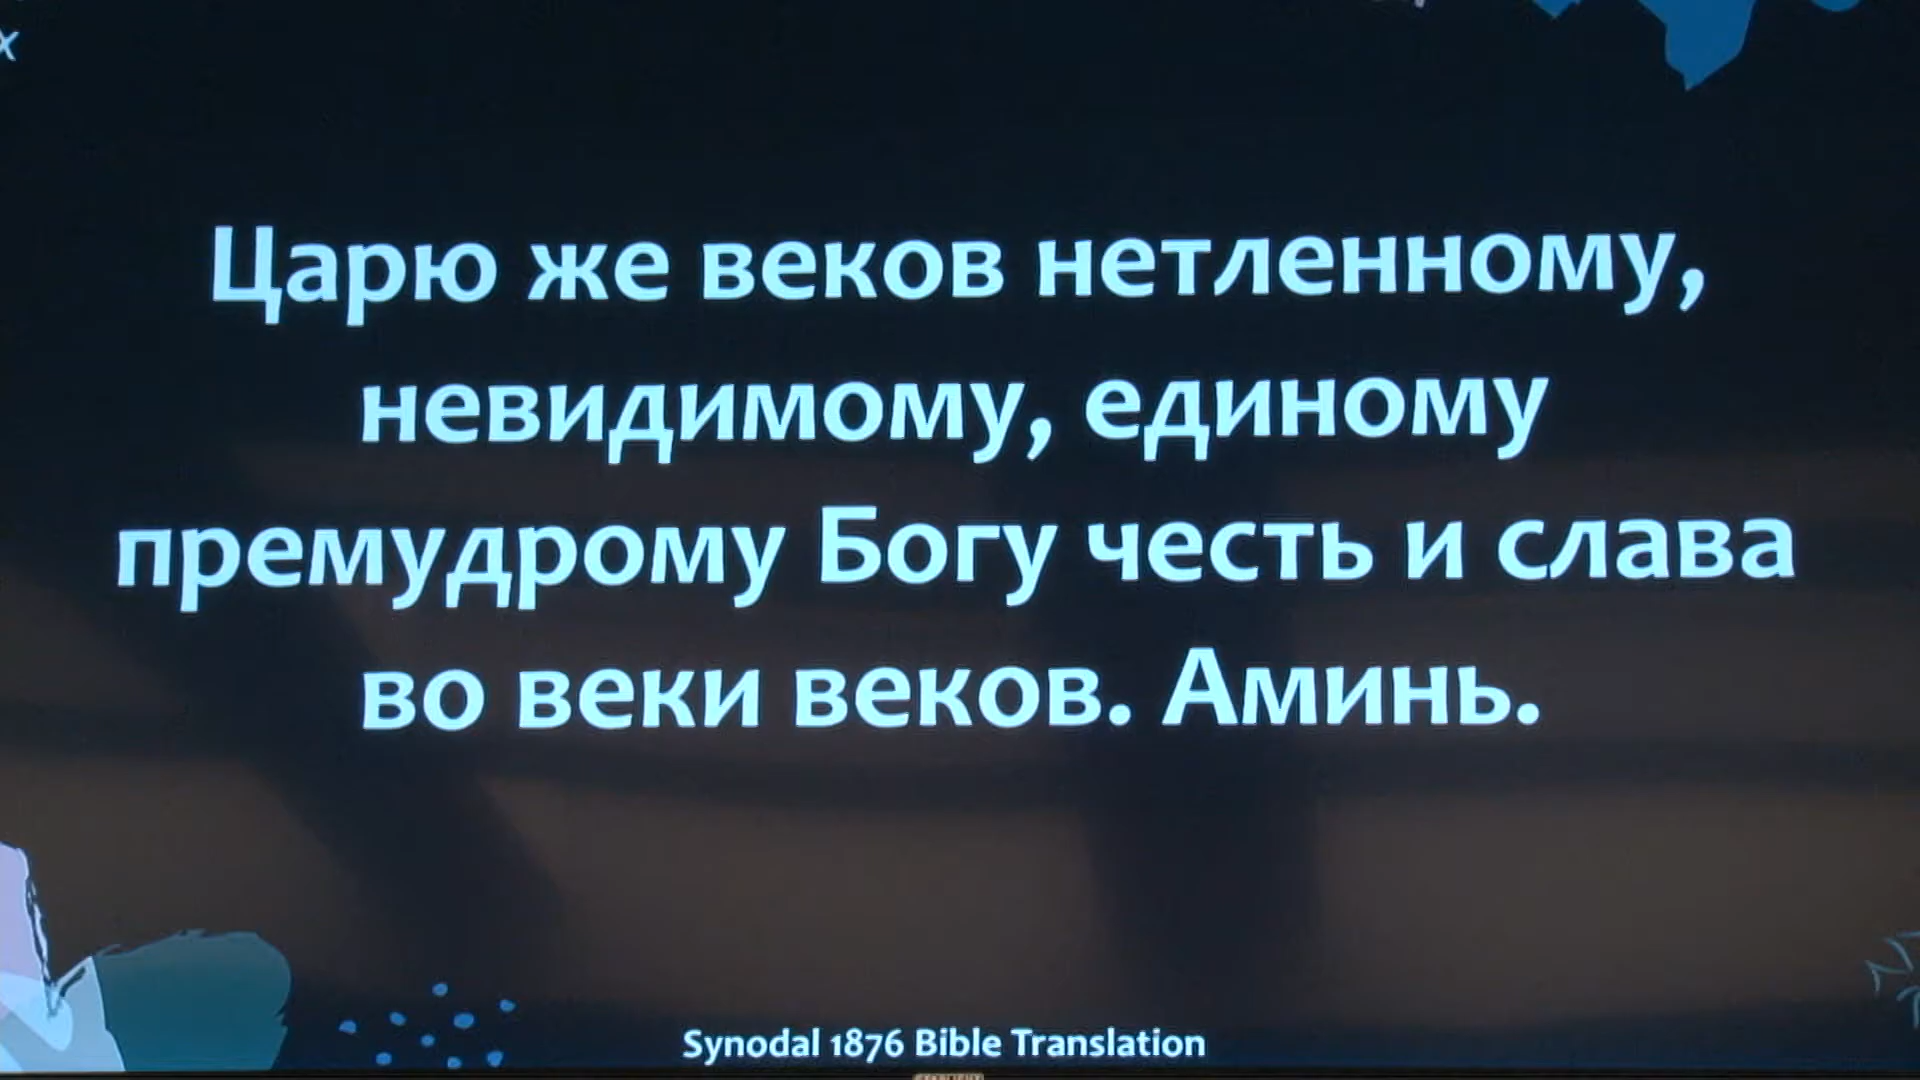 Царю же веков нетленному,
невидимому, единому
премудрому Богу честь и слава
во веки веков. Аминь.
Synodal 1876 Bible Translation